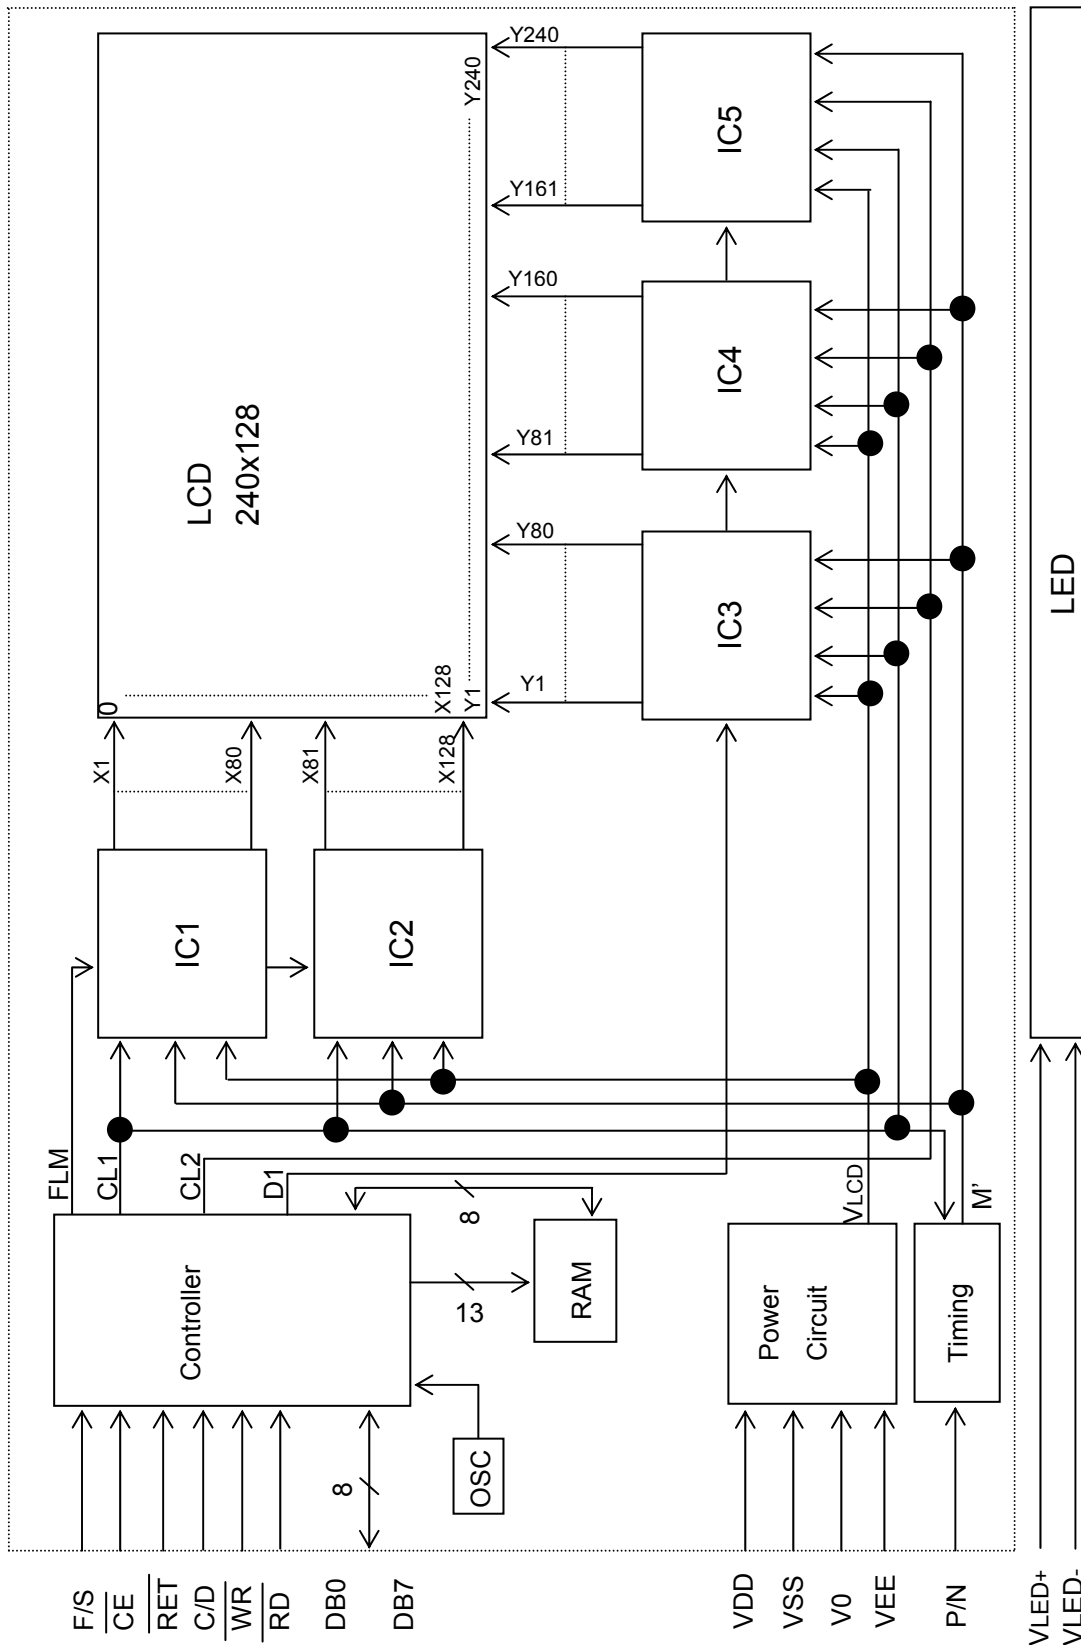 F/S
CE
RET
C/D
WR
RD
DB0
DB7
VDD
VSS
V0
VEE
P/N
VLED+
VLED-
8
OSC
Controller
FLM
CL1
CL2
D1
8
13
RAM
Power
Circuit
VLCD
Timing
M'
IC1
IC2
X1
X80
X81
X128
0
X128
Y1
Y240
LCD
240x128
Y1
Y80
Y81
Y160
Y161
Y240
IC3
IC4
IC5
LED